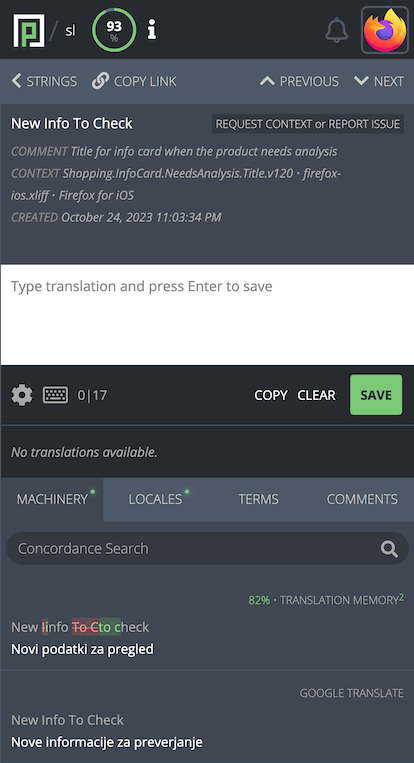 sl
93
%
STRINGS
COPY LINK
PREVIOUS
NEXT
New Info To Check
REQUEST CONTEXT or REPORT ISSUE
COMMENT Title for info card when the product needs analysis
CONTEXT Shopping.InfoCard.NeedsAnalysis.Title.v120 • firefox-
ios.xliff • Firefox for iOS
CREATED October 24, 2023 11:03:34 PM
Type translation and press Enter to save
0|17
COPY
CLEAR
SAVE
No translations available.
MACHINERY
LOCALES
TERMS
COMMENTS
Concordance Search
82% • TRANSLATION MEMORY2
New Iinfo To Cto check
Novi podatki za pregled
GOOGLE TRANSLATE
New Info To Check
Nove informacije za preverjanje